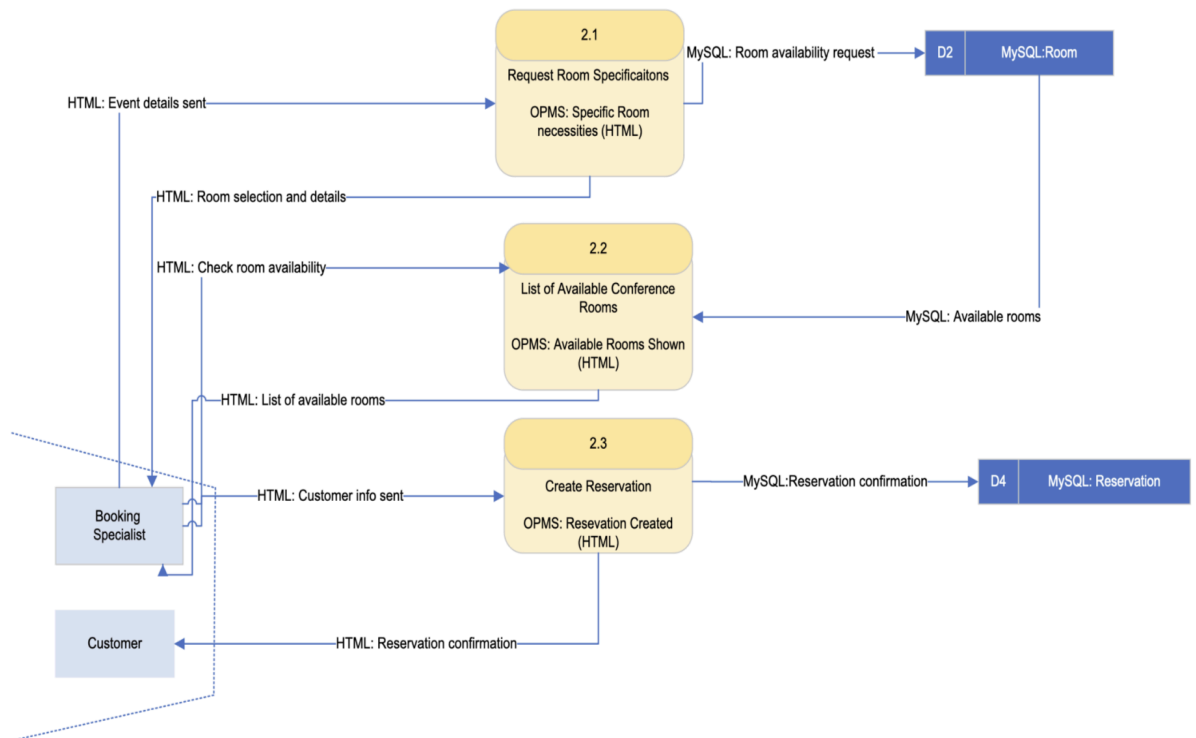 2.1
Request Room Specificaitons
OPMS: Specific Room
necessities (HTML)
MySQL: Room availability request
D2
MySQL:Room
HTML: Event details sent
HTML: Room selection and details
2.2
List of Available Conference
Rooms
OPMS: Available Rooms Shown
(HTML)
HTML: Check room availability
MySQL: Available rooms
HTML: List of available rooms
2.3
Create Reservation
OPMS: Resevation Created
(HTML)
MySQL:Reservation confirmation
D4
MySQL: Reservation
HTML: Customer info sent
Booking
Specialist
Customer
HTML: Reservation confirmation